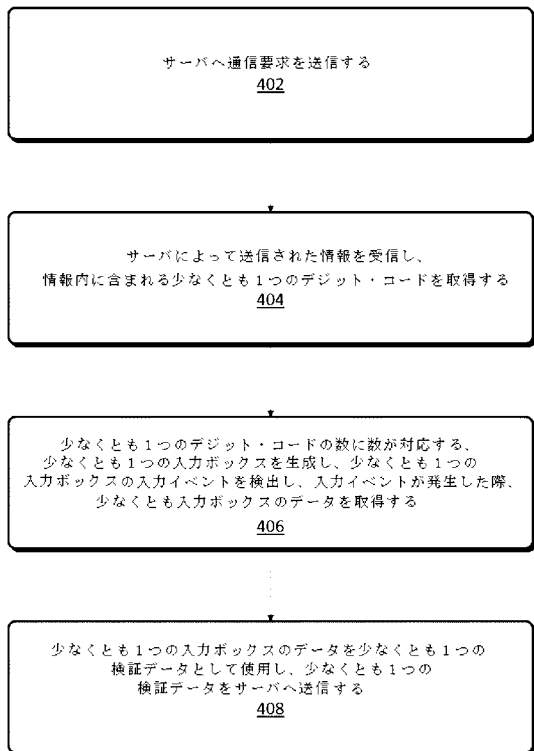 サーバへ通信要求を送信する
402
サーバによって送信された情報を受信し、
情報内に含まれる少なくとも1つのデジット・コードを取得する
404
少なくとも1つのデジット・コードの数に数が対応する、
少なくとも1つの入力ボックスを生成し、少なくとも1つの
入力ボックスの入力イベントを検出し、入力イベントが発生した際、
少なくとも入力ボックスのデータを取得する
406
少なくとも1つの入力ボックスのデータを少なくとも1つの
検証データとして使用し、少なくとも1つの
検証データをサーバへ送信する
408